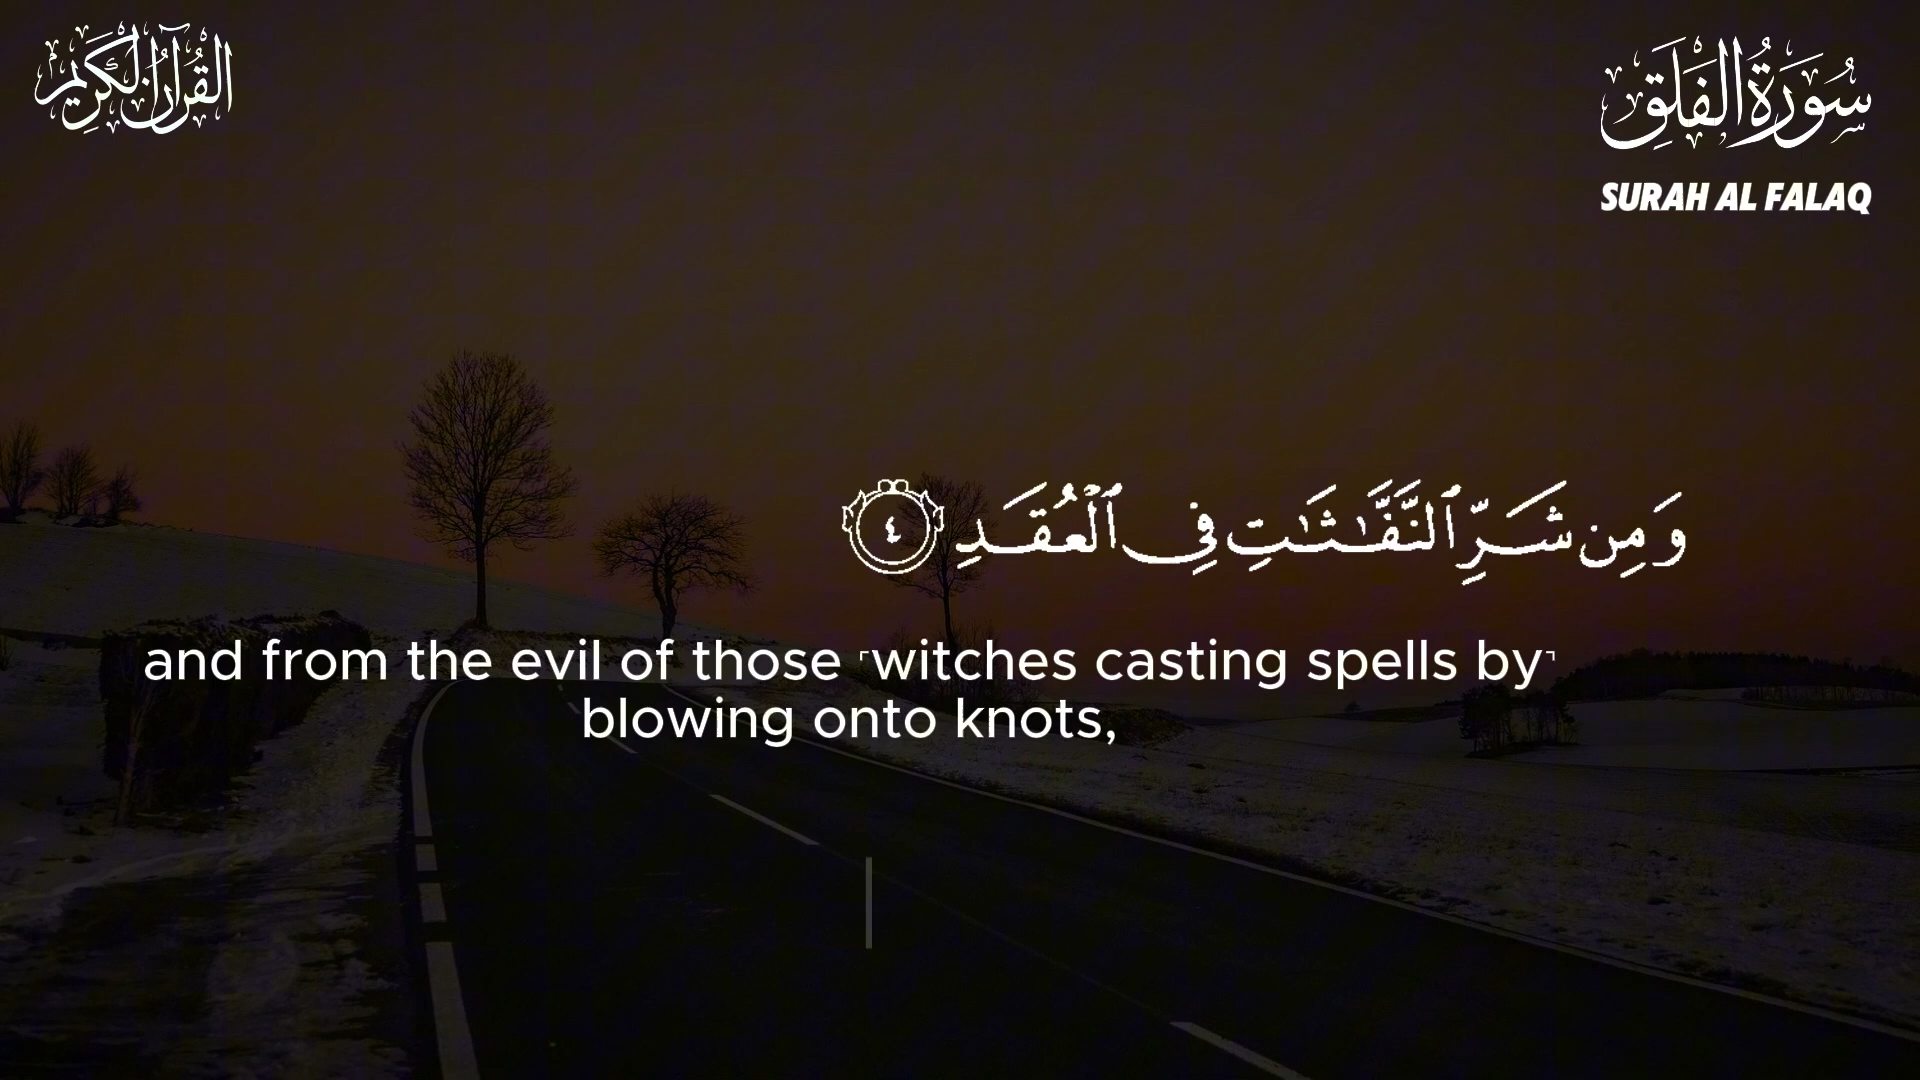 القرآن الكريم
سُورَةُ الْفَلَقِ
SURAH AL FALAQ
وَمِن شَرِّ ٱلنَّفَّـٰثَـٰتِ فِى ٱلْعُقَدِ ٤
and from the evil of those ⸢witches casting spells by⸣
blowing onto knots,